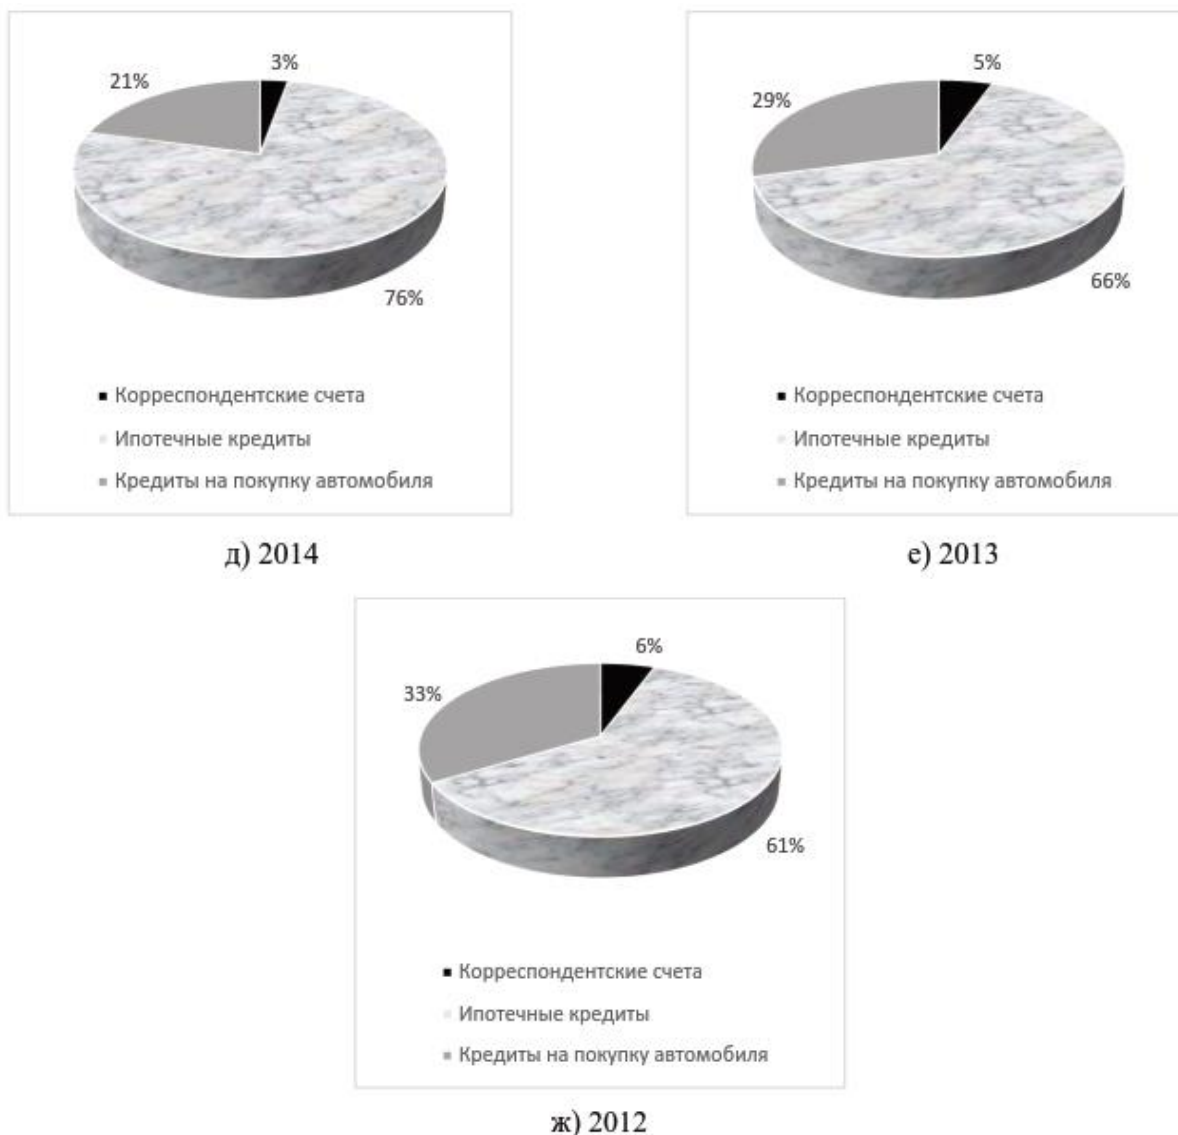 3%
21%
76%
▪ Корреспондентские счета
▪ Ипотечные кредиты
▪ Кредиты на покупку автомобиля
д) 2014
5%
29%
66%
▪ Корреспондентские счета
▪ Ипотечные кредиты
▪ Кредиты на покупку автомобиля
е) 2013
6%
33%
61%
▪ Корреспондентские счета
▪ Ипотечные кредиты
▪ Кредиты на покупку автомобиля
ж) 2012